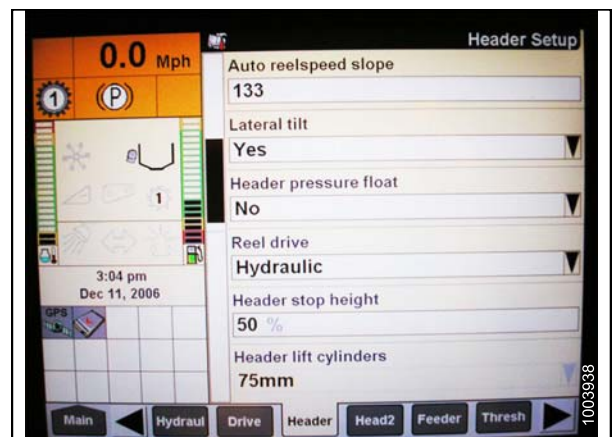 0.0 Mph
1
(P)
1
3:04 pm
Dec 11, 2006
GPS
Header Setup
Auto reelspeed slope
133
Lateral tilt
Yes
Header pressure float
No
Reel drive
Hydraulic
Header stop height
50 %
Header lift cylinders
75mm
Main
Hydraul
Drive
Header
Head2
Feeder
Thresh
1003938